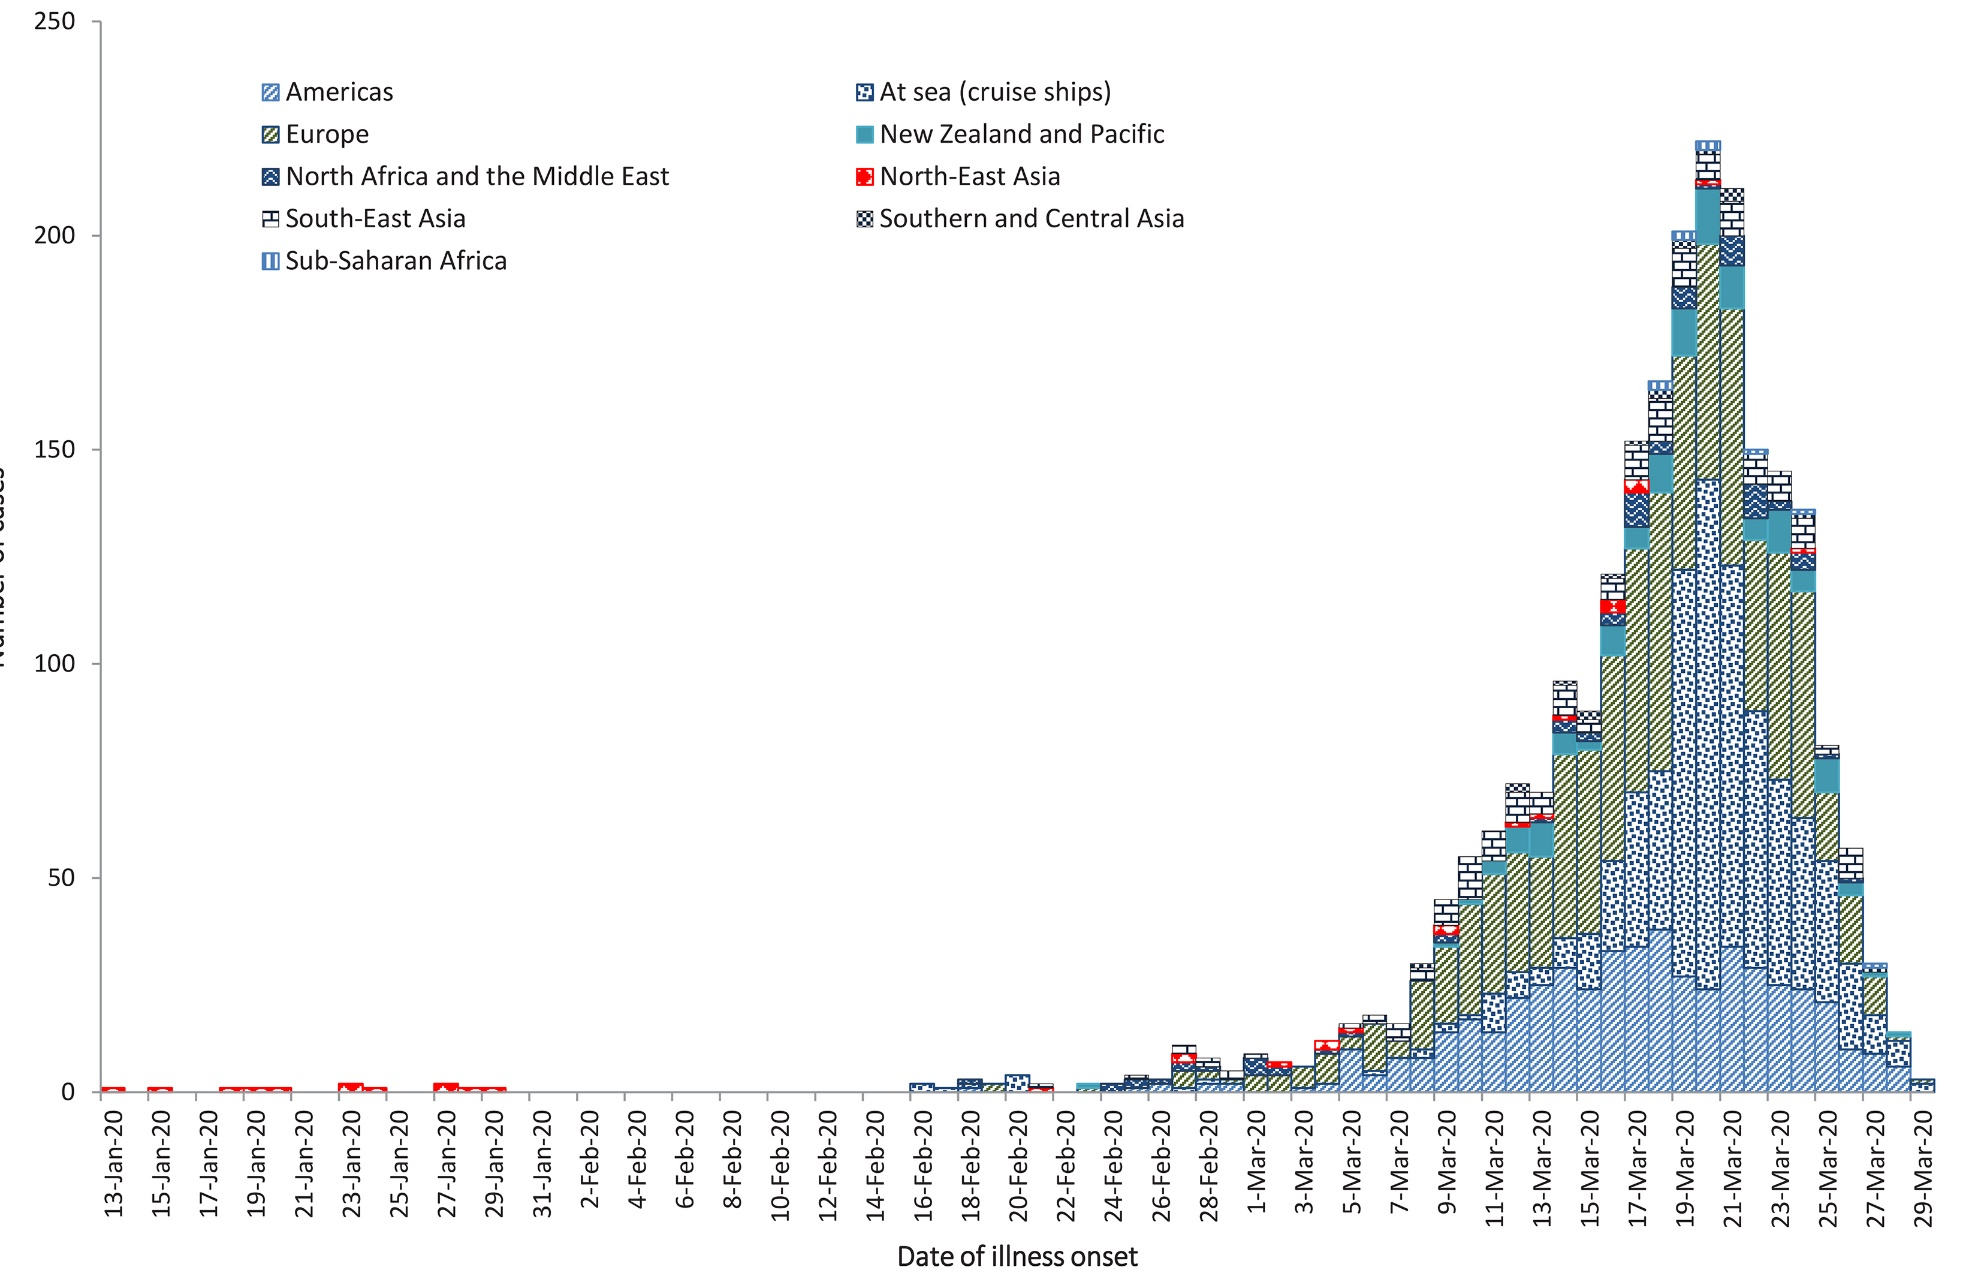 250
200
150
100
50
0
Americas
At sea (cruise ships)
Europe
New Zealand and Pacific
North Africa and the Middle East
North-East Asia
South-East Asia
Southern and Central Asia
Sub-Saharan Africa
13-Jan-20
15-Jan-20
17-Jan-20
19-Jan-20
21-Jan-20
23-Jan-20
25-Jan-20
27-Jan-20
29-Jan-20
31-Jan-20
2-Feb-20
4-Feb-20
6-Feb-20
8-Feb-20
10-Feb-20
12-Feb-20
14-Feb-20
16-Feb-20
18-Feb-20
20-Feb-20
22-Feb-20
24-Feb-20
26-Feb-20
28-Feb-20
1-Mar-20
3-Mar-20
5-Mar-20
7-Mar-20
9-Mar-20
11-Mar-20
13-Mar-20
15-Mar-20
17-Mar-20
19-Mar-20
21-Mar-20
23-Mar-20
25-Mar-20
27-Mar-20
29-Mar-20
Date of illness onset